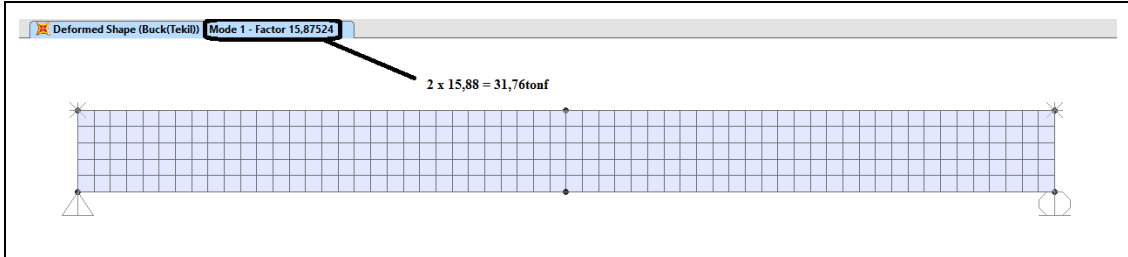 Deformed Shape (Buck(Tekil)) Mode 1 - Factor 15,87524
2 x 15,88 = 31,76tonf